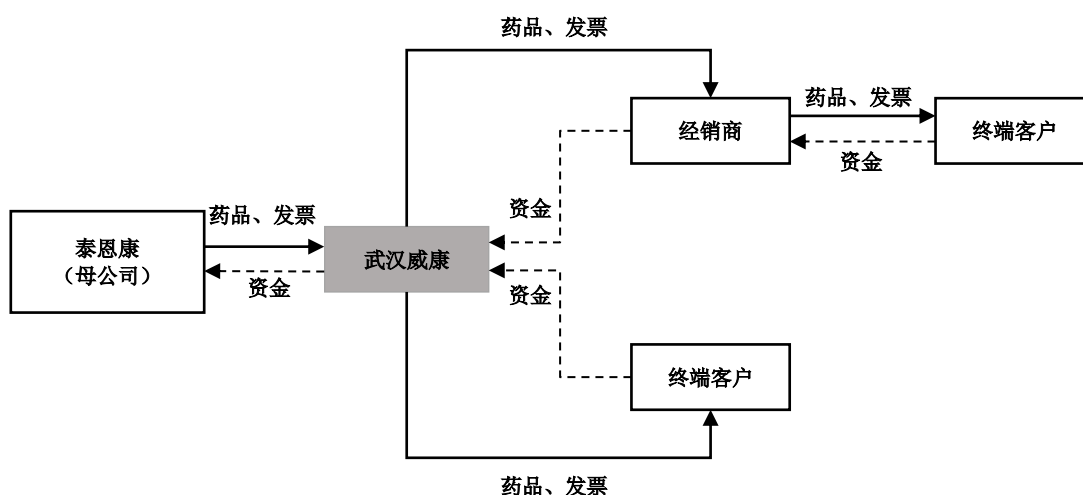 药品、发票
经销商
药品、发票
资金
终端客户
资金
泰恩康
（母公司）
药品、发票
资金
武汉威康
资金
终端客户
药品、发票